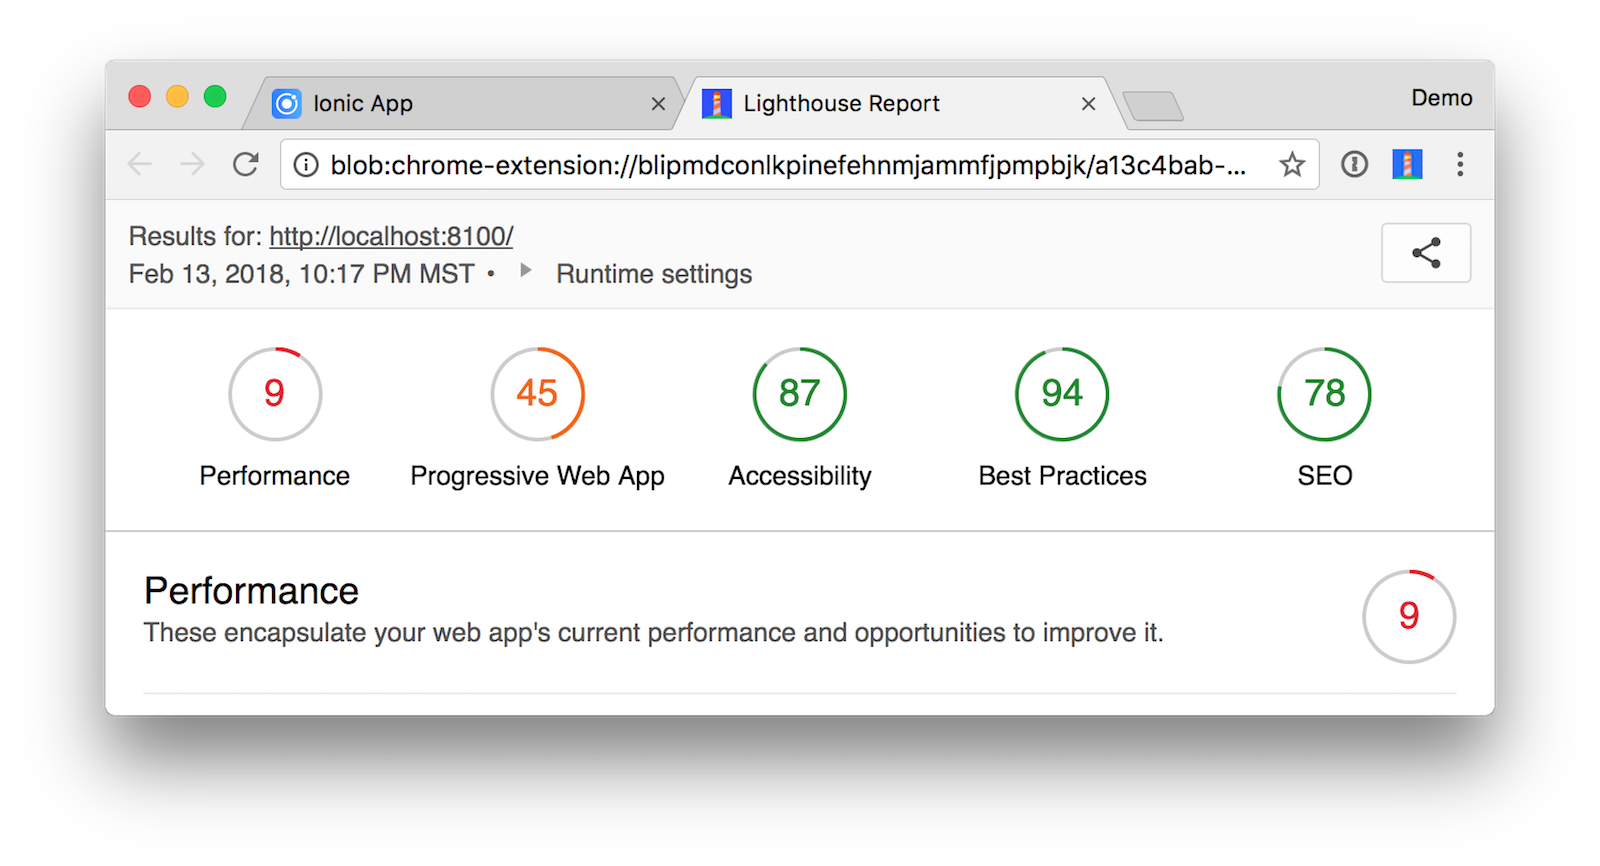 Ionic App
Lighthouse Report
Demo
blob:chrome-extension://blipmdconlkpinefehnmjammfjpmpbjk/a13c4bab-...
Results for: http://localhost:8100/
Feb 13, 2018, 10:17 PM MST • Runtime settings
9 45 87 94 78
Performance Progressive Web App Accessibility Best Practices SEO
Performance
These encapsulate your web app's current performance and opportunities to improve it.
9